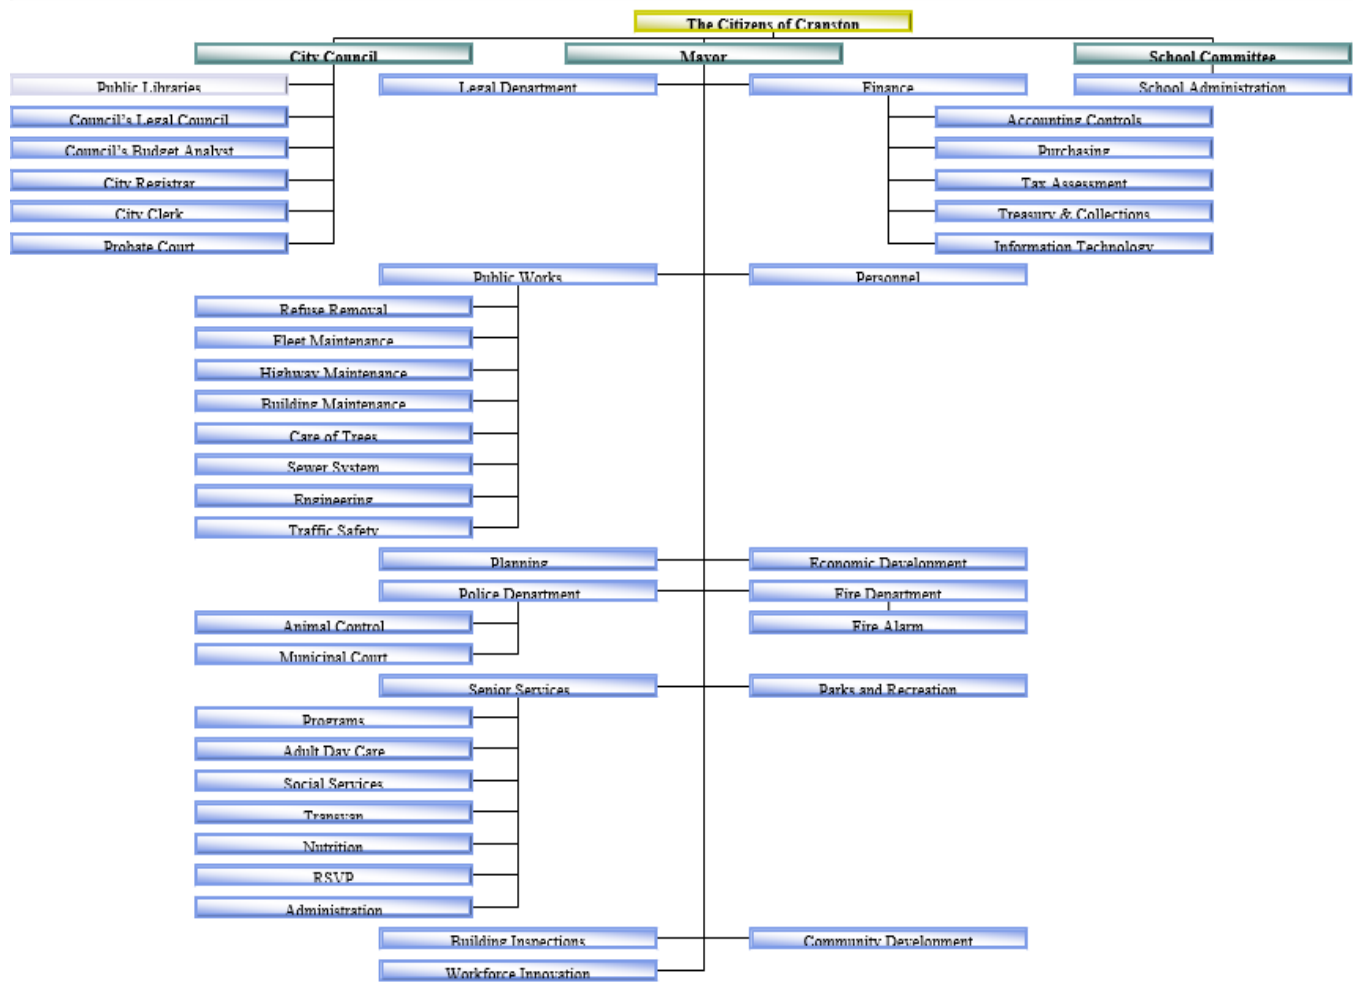 The Citizens of Cranston
City Council
Mayor
School Committee
Public Libraries
Legal Department
Finance
School Administration
Council's Legal Council
Accounting Controls
Council's Budget Analyst
Purchasing
City Registrar
Tax Assessment
City Clerk
Treasury & Collections
Probate Court
Information Technology
Public Works
Personnel
Refuse Removal
Fleet Maintenance
Highway Maintenance
Building Maintenance
Care of Trees
Sewer System
Engineering
Traffic Safety
Planning
Economic Development
Police Department
Fire Department
Animal Control
Fire Alarm
Municipal Court
Senior Services
Parks and Recreation
Programs
Adult Day Care
Social Services
Transvan
Nutrition
RSVP
Administration
Building Inspections
Community Development
Workforce Innovation